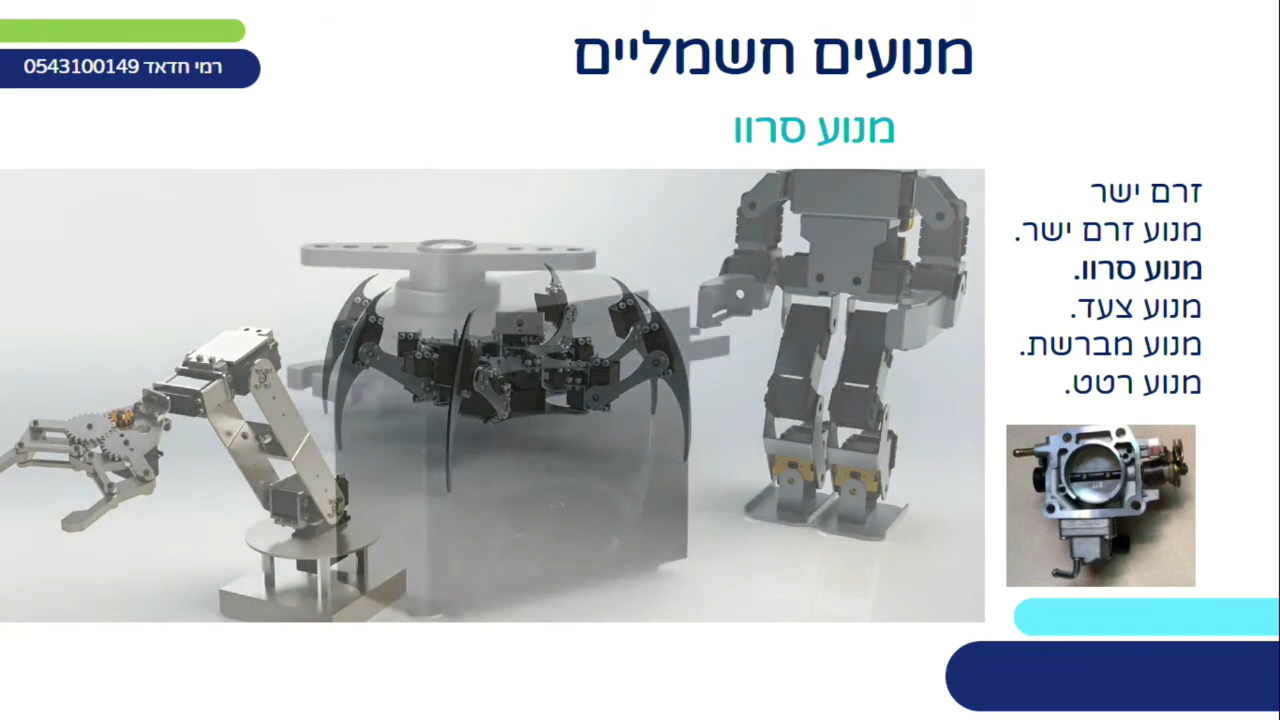 רמי חדאד 0543100149
מנועים חשמליים
מנוע סרוו
זרם ישר
מנוע זרם ישר.
מנוע סרוו.
מנוע צעד.
מנוע מברשת.
מנוע רטט.